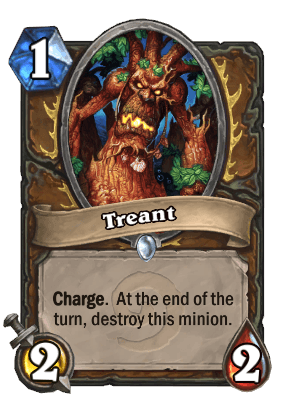 1
Treant
Charge. At the end of the
turn, destroy this minion.
2
2